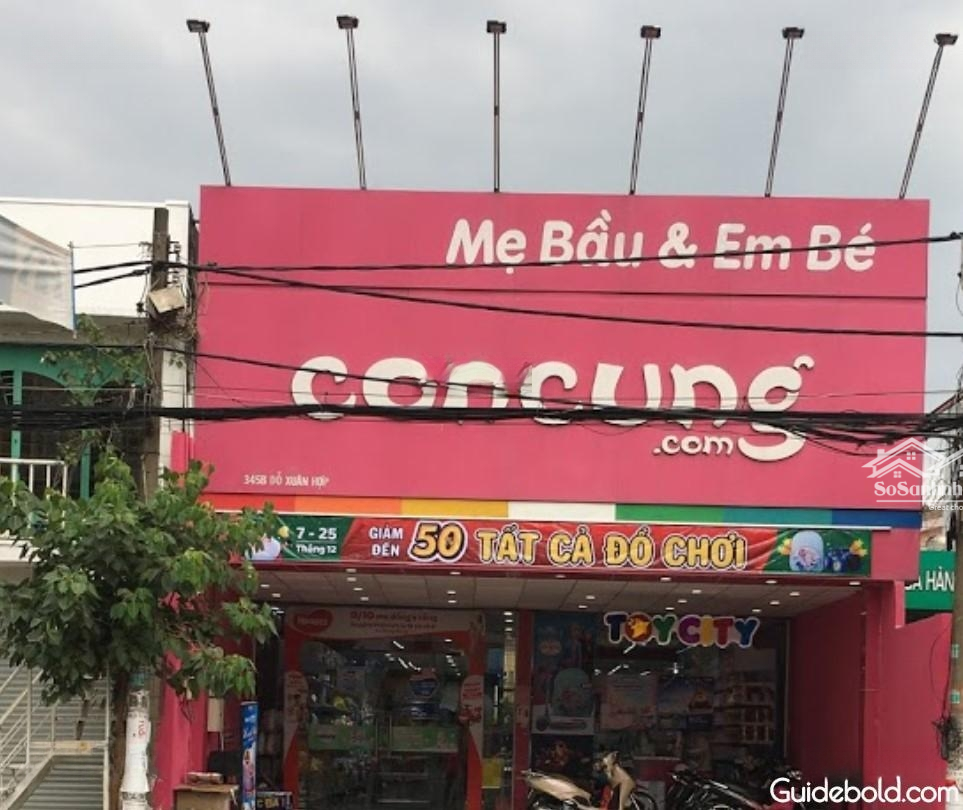 Mẹ Bầu & Em Bé
concung
.com
345B ĐỖ XUÂN HỢP
7 - 25
Tháng 12
GIẢM
ĐẾN
50 TẤT CẢ ĐỒ CHƠI
TOYCITY
HUGGIES
Guidebold.com